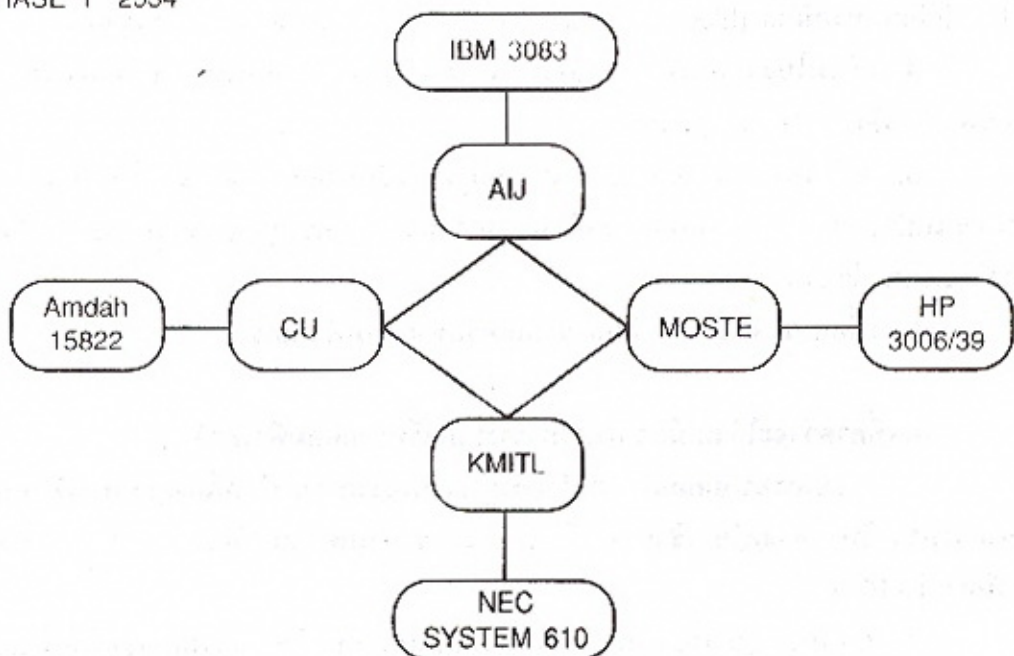 IBM 3083
AIJ
Amdah
15822
CU
MOSTE
HP
3006/39
KMITL
NEC
SYSTEM 610